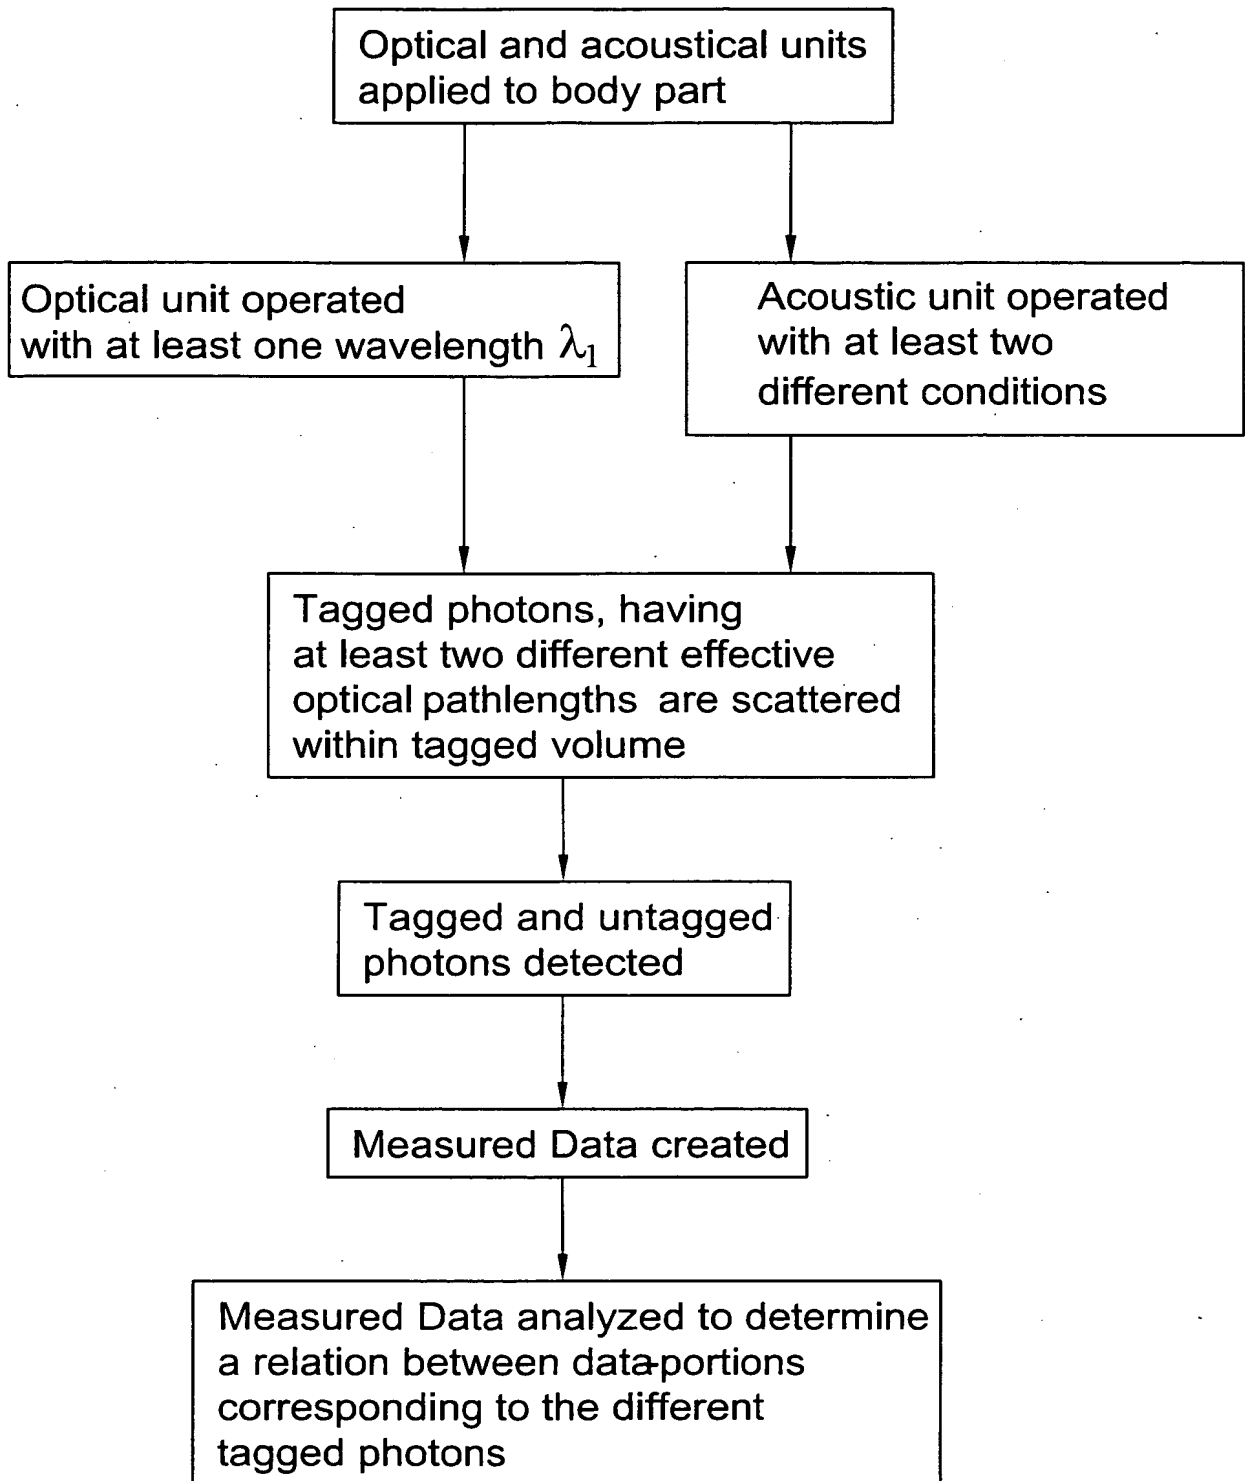 Optical and acoustical units
applied to body part
Optical unit operated
with at least one wavelength λ₁
Acoustic unit operated
with at least two
different conditions
Tagged photons, having
at least two different effective
optical pathlengths are scattered
within tagged volume
Tagged and untagged
photons detected
Measured Data created
Measured Data analyzed to determine
a relation between data-portions
corresponding to the different
tagged photons